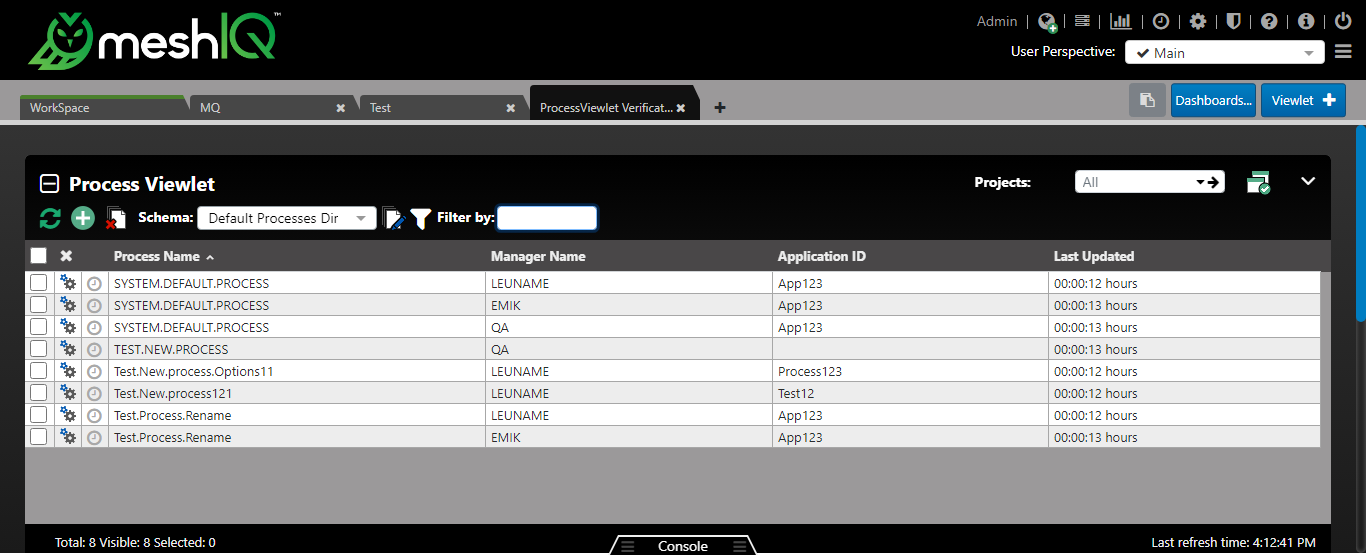 meshIQ™
Admin
User Perspective: Main
WorkSpace MQ Test ProcessViewlet Verificat...
Dashboards... Viewlet
Process Viewlet Projects: All
Schema: Default Processes Dir Filter by:
Process Name Manager Name Application ID Last Updated
SYSTEM.DEFAULT.PROCESS LEUNAME App123 00:00:12 hours
SYSTEM.DEFAULT.PROCESS EMIK App123 00:00:13 hours
SYSTEM.DEFAULT.PROCESS QA App123 00:00:13 hours
TEST.NEW.PROCESS QA 00:00:13 hours
Test.New.process.Options11 LEUNAME Process123 00:00:12 hours
Test.New.process121 LEUNAME Test12 00:00:12 hours
Test.Process.Rename LEUNAME App123 00:00:12 hours
Test.Process.Rename EMIK App123 00:00:13 hours
Total: 8 Visible: 8 Selected: 0 Console Last refresh time: 4:12:41 PM